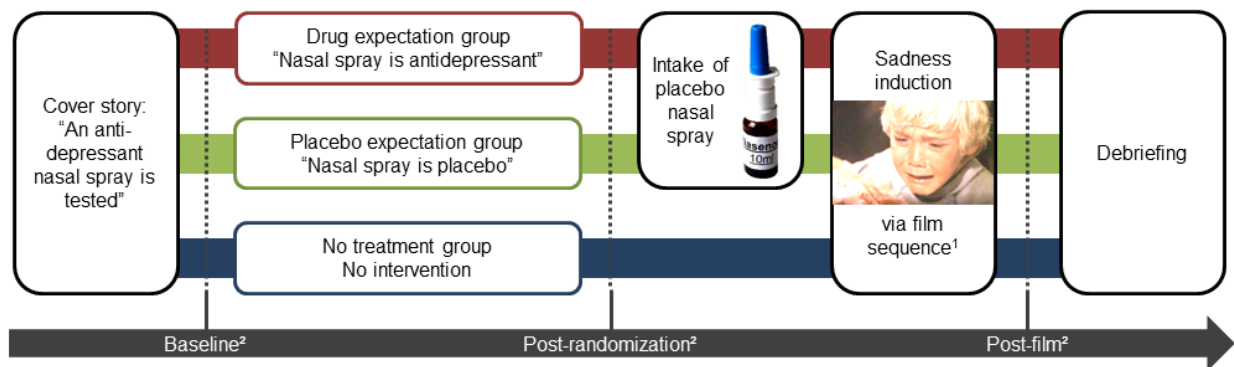 Cover story:
“An anti-
depressant
nasal spray is
tested”
Drug expectation group
“Nasal spray is antidepressant”
Placebo expectation group
“Nasal spray is placebo”
No treatment group
No intervention
Intake of
placebo
nasal
spray
10ml
Sadness
induction
via film
sequence¹
Debriefing
Baseline²
Post-randomization²
Post-film²